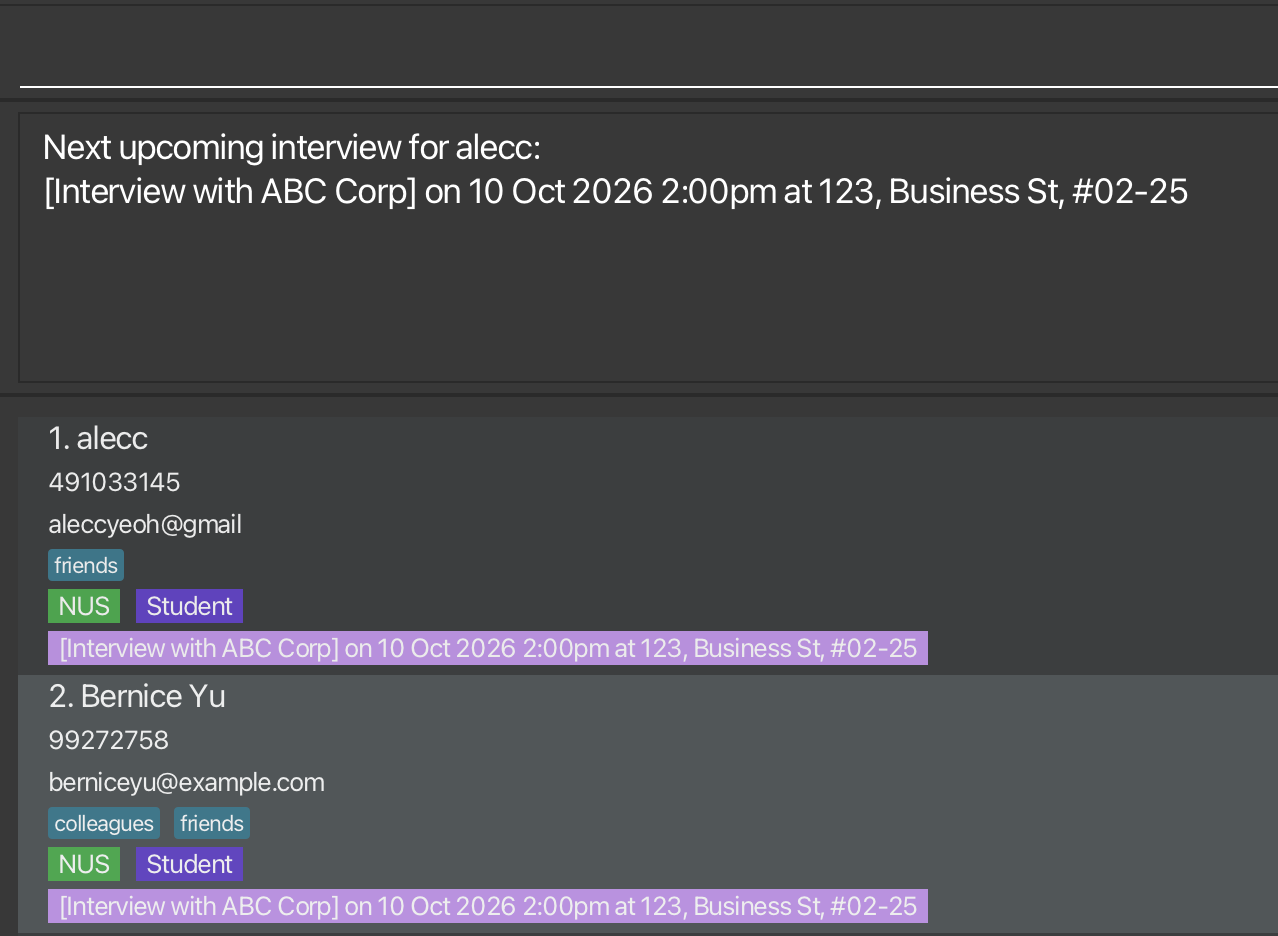 Next upcoming interview for alecc:
[Interview with ABC Corp] on 10 Oct 2026 2:00pm at 123, Business St, #02-25
1. alecc
491033145
aleccyeoh@gmail
friends
NUS Student
[Interview with ABC Corp] on 10 Oct 2026 2:00pm at 123, Business St, #02-25
2. Bernice Yu
99272758
berniceyu@example.com
colleagues friends
NUS Student
[Interview with ABC Corp] on 10 Oct 2026 2:00pm at 123, Business St, #02-25